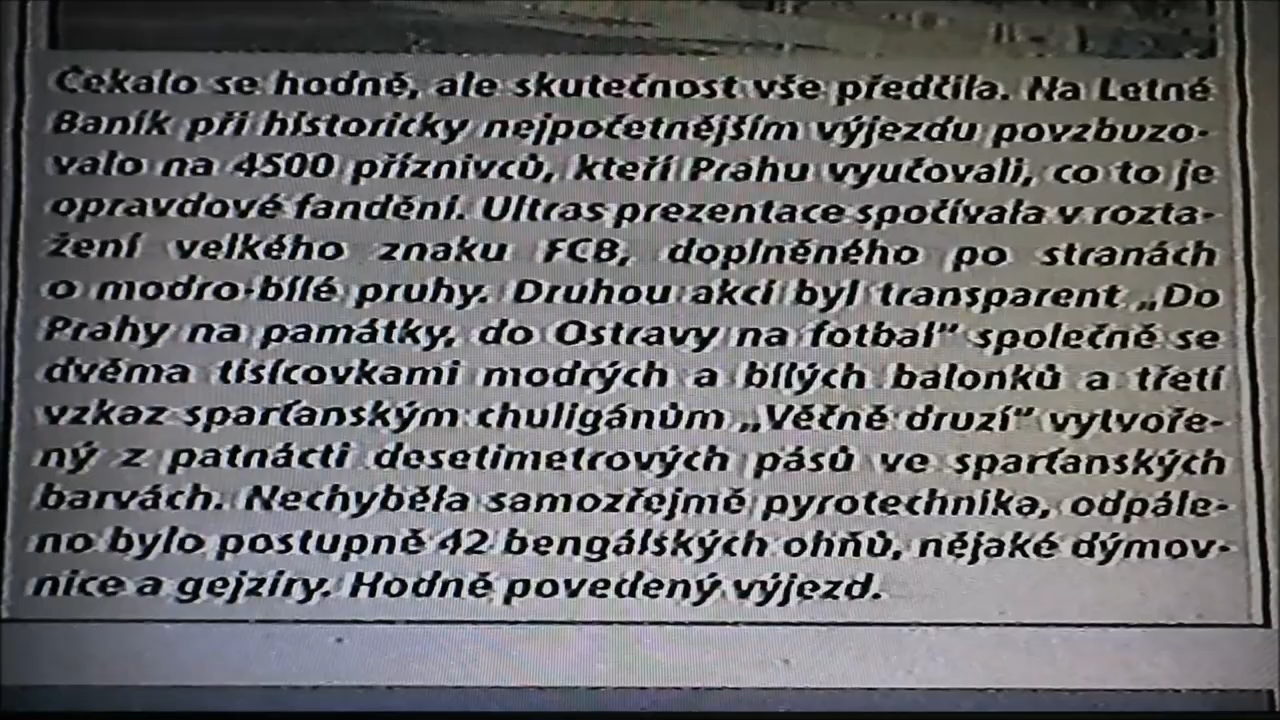 Čekalo se hodně, ale skutečnost vše předčila. Na Letné
Baník při historicky nejpočetnějším výjezdu povzbuzo-
valo na 4500 příznivců, kteří Prahu vyučovali, co to je
opravdové fandění. Ultras prezentace spočívala v rozta-
žení velkého znaku FCB, doplněného po stranách
o modro-bílé pruhy. Druhou akcí byl transparent „Do
Prahy na památky, do Ostravy na fotbal" společně se
dvěma tisícovkami modrých a bílých balonků a třetí
vzkaz sparťanským chuligánům „Věčně druzí" vytvoře-
ný z patnácti desetimetrových pásů ve sparťanských
barvách. Nechyběla samozřejmě pyrotechnika, odpále-
no bylo postupně 42 bengálských ohňů, nějaké dýmov-
nice a gejzíry. Hodně povedený výjezd.